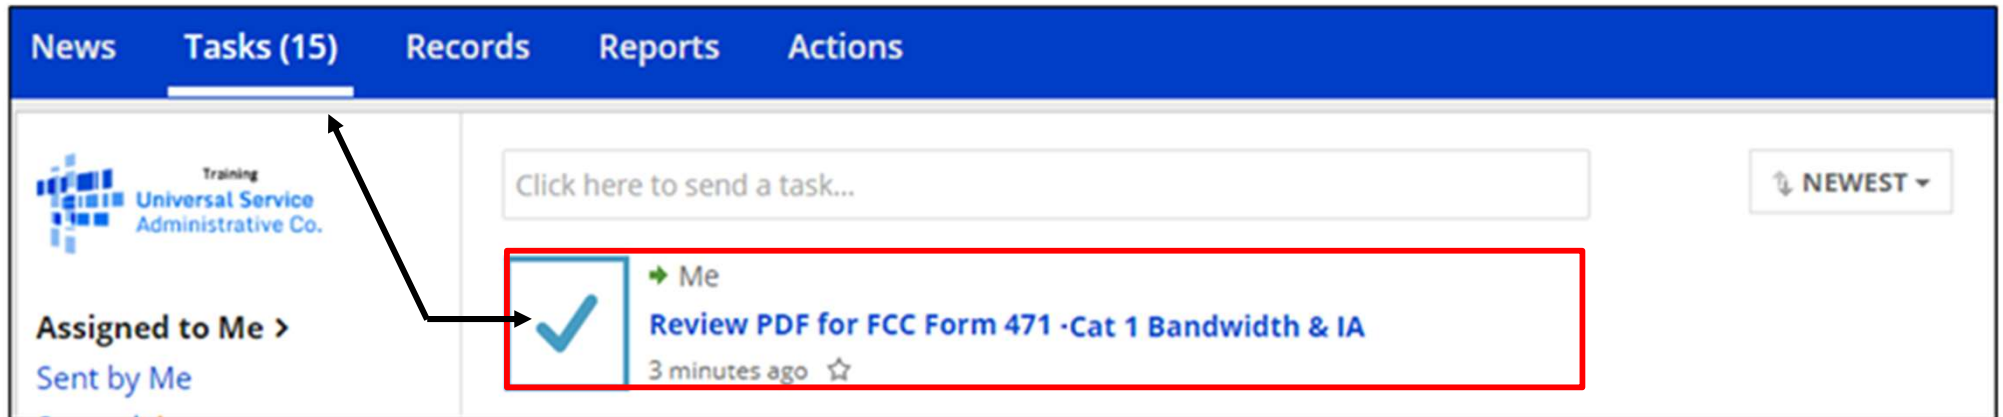 News Tasks (15) Records Reports Actions
Training
Universal Service
Administrative Co.
Click here to send a task...
NEWEST
Me
Review PDF for FCC Form 471 -Cat 1 Bandwidth & IA
3 minutes ago
Assigned to Me >
Sent by Me